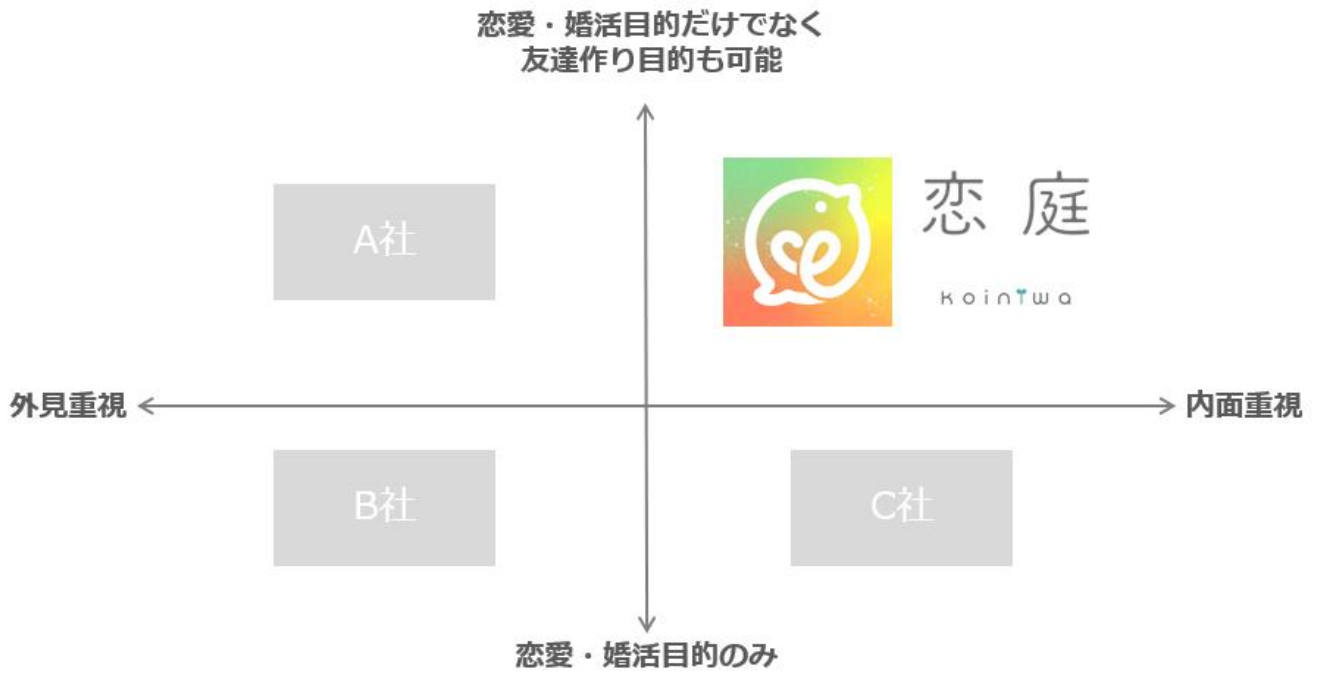 恋愛・婚活目的だけでなく
友達作り目的も可能
A社
恋 庭
koiniwa
外見重視
内面重視
B社
C社
恋愛・婚活目的のみ